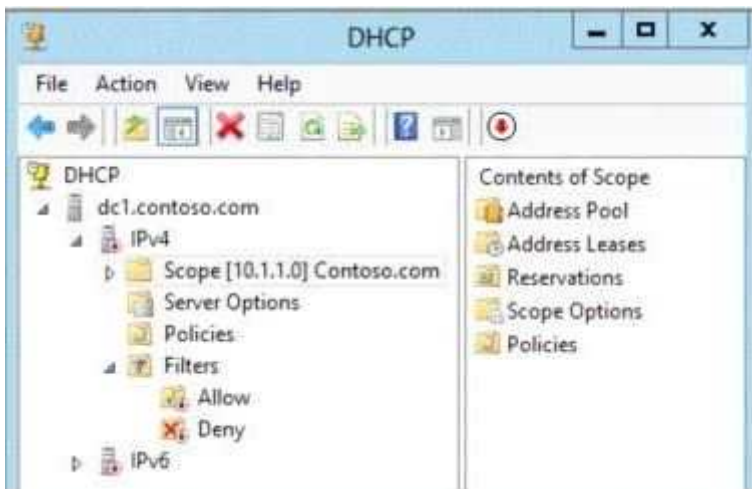 DHCP
File Action View Help
DHCP
dc1.contoso.com
IPv4
Scope [10.1.1.0] Contoso.com
Server Options
Policies
Filters
Allow
Deny
IPv6
Contents of Scope
Address Pool
Address Leases
Reservations
Scope Options
Policies